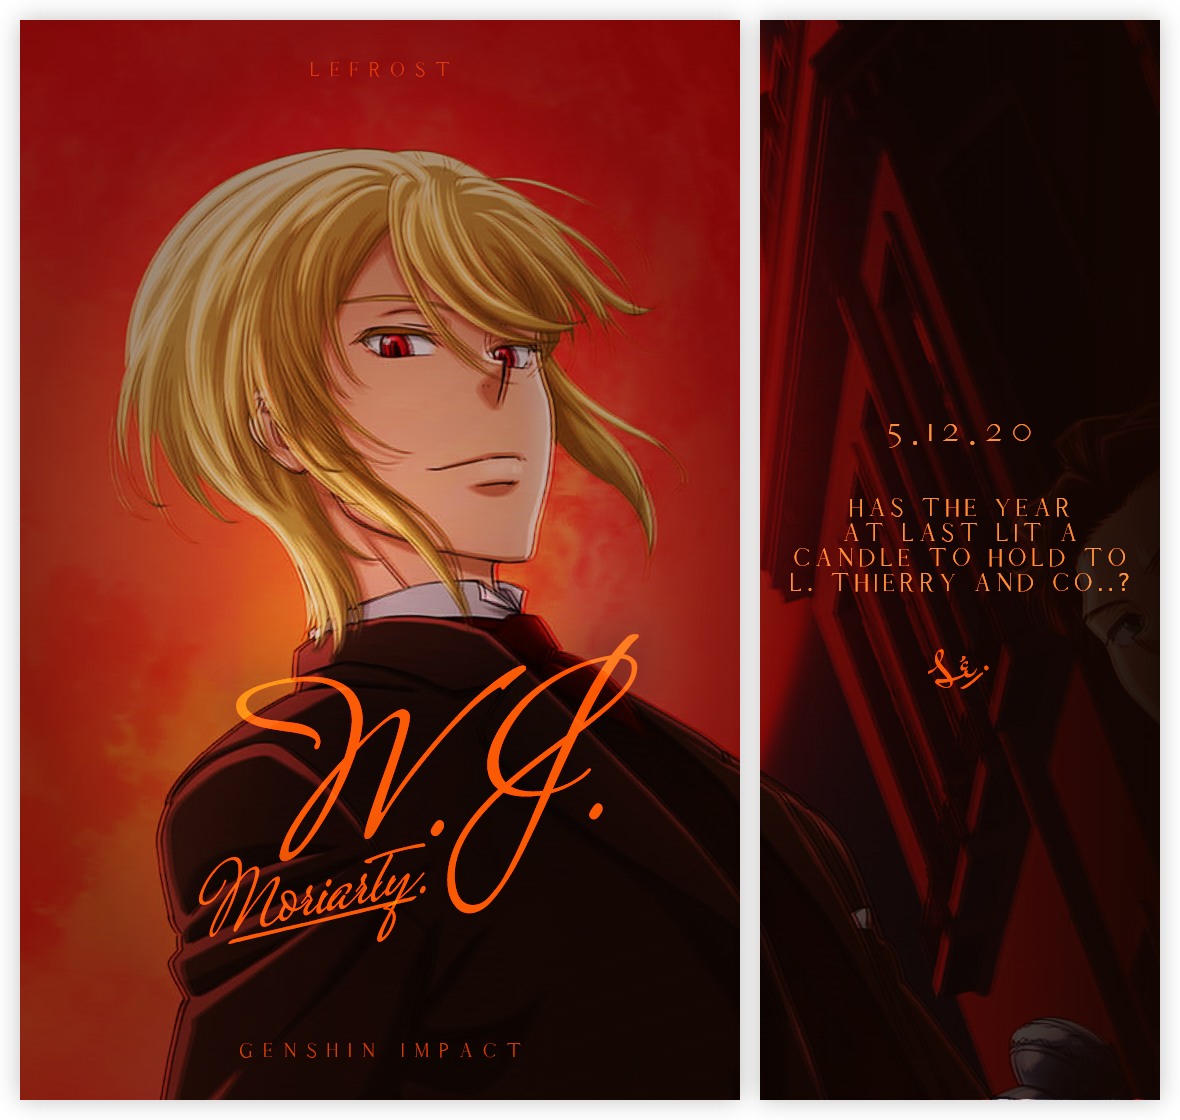 LEFROST
W.J.
Moriarty.
GENSHIN IMPACT
5.12.20
HAS THE YEAR
AT LAST LIT A
CANDLE TO HOLD TO
L. THIERRY AND CO..?